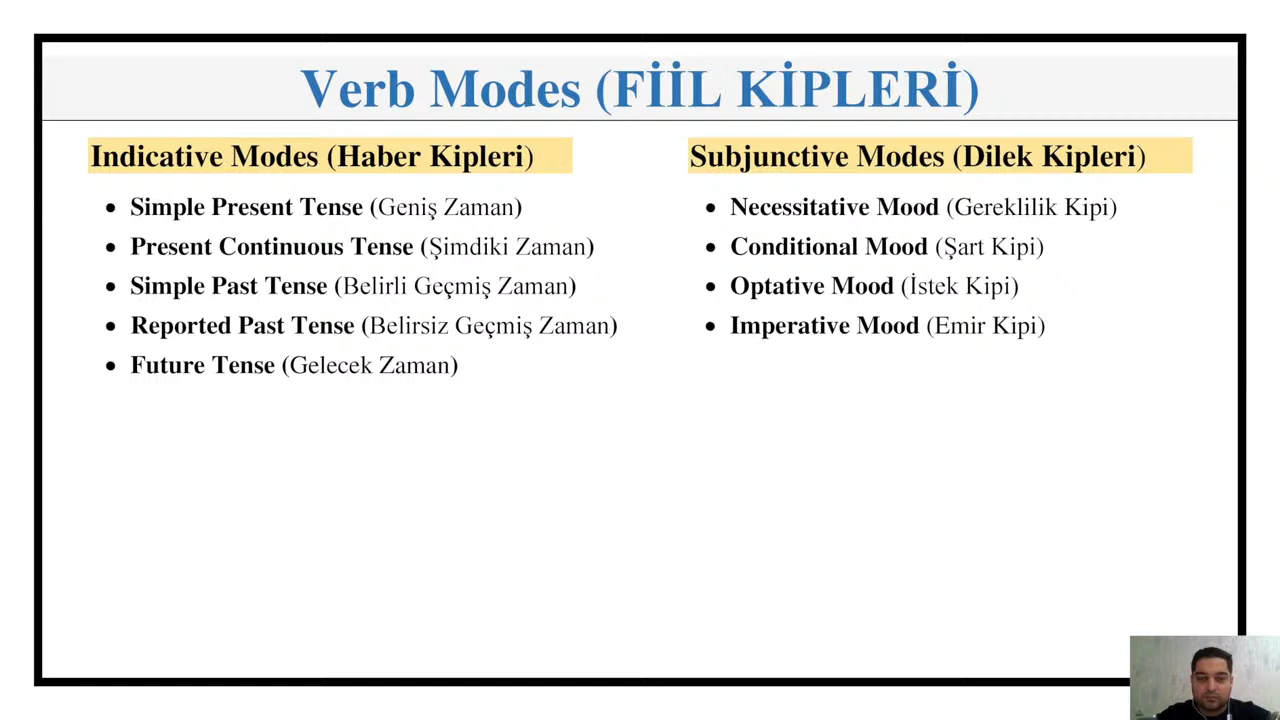 Verb Modes (FİİL KİPLERİ)
Indicative Modes (Haber Kipleri)
• Simple Present Tense (Geniş Zaman)
• Present Continuous Tense (Şimdiki Zaman)
• Simple Past Tense (Belirli Geçmiş Zaman)
• Reported Past Tense (Belirsiz Geçmiş Zaman)
• Future Tense (Gelecek Zaman)
Subjunctive Modes (Dilek Kipleri)
• Necessitative Mood (Gereklilik Kipi)
• Conditional Mood (Şart Kipi)
• Optative Mood (İstek Kipi)
• Imperative Mood (Emir Kipi)